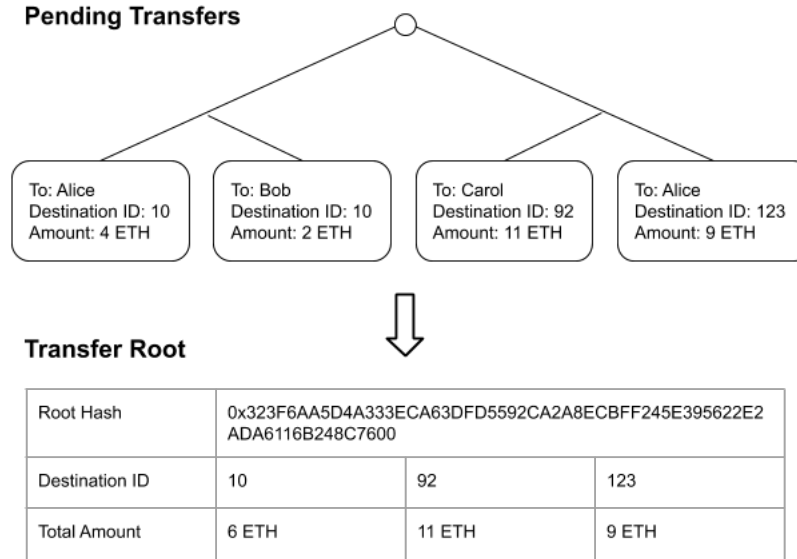 Pending Transfers
To: Alice
Destination ID: 10
Amount: 4 ETH
To: Bob
Destination ID: 10
Amount: 2 ETH
To: Carol
Destination ID: 92
Amount: 11 ETH
To: Alice
Destination ID: 123
Amount: 9 ETH
Transfer Root
Root Hash
0x323F6AA5D4A333ECA63DFD5592CA2A8ECBFF245E395622E2
ADA6116B248C7600
Destination ID 10 92 123
Total Amount 6 ETH 11 ETH 9 ETH